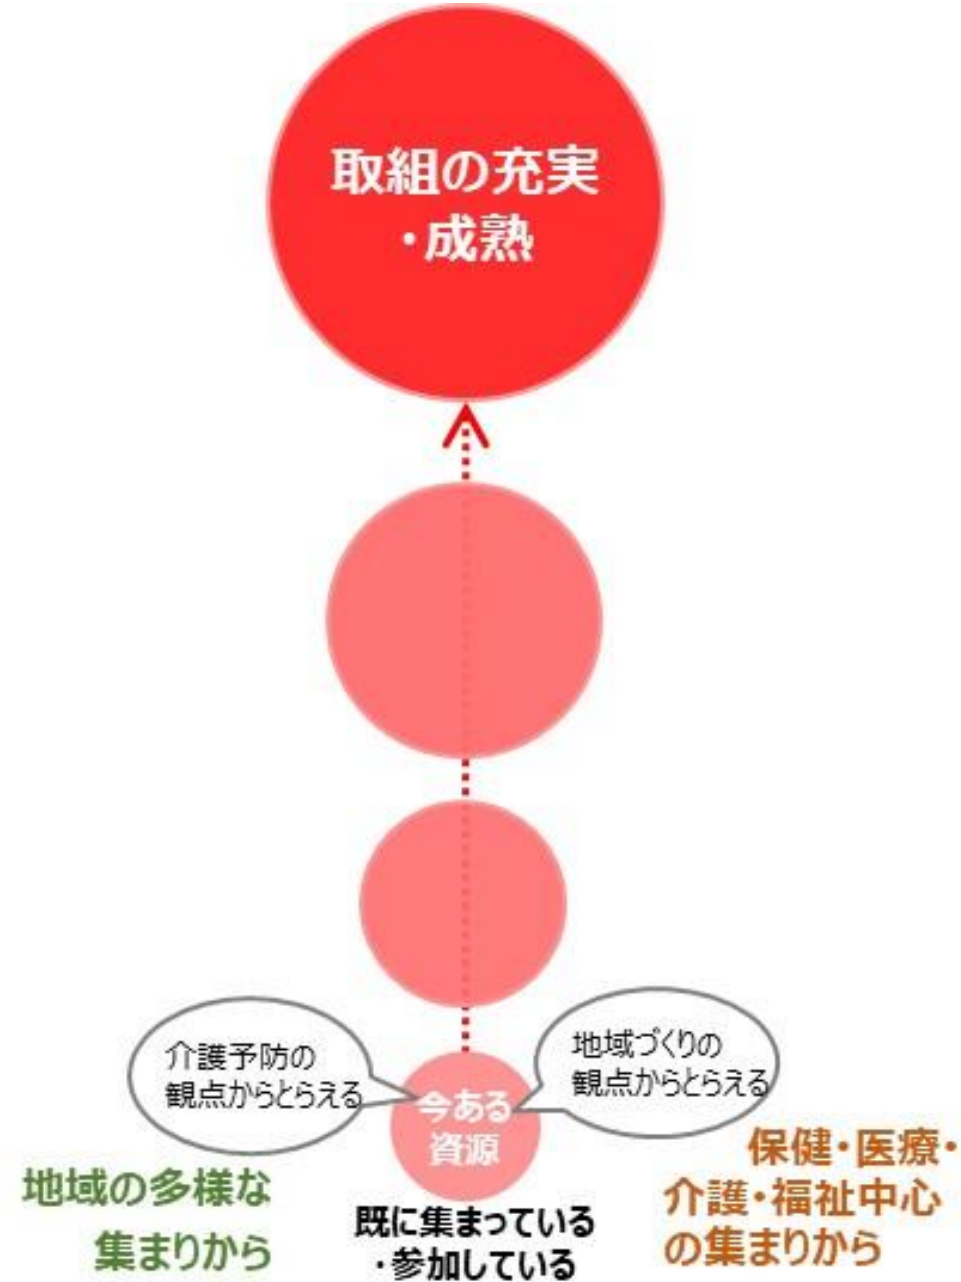 取組の充実
・成熟
介護予防の
観点からとらえる
地域づくりの
観点からとらえる
今ある
資源
地域の多様な
集まりから
既に集まっている
・参加している
保健・医療・
介護・福祉中心
の集まりから